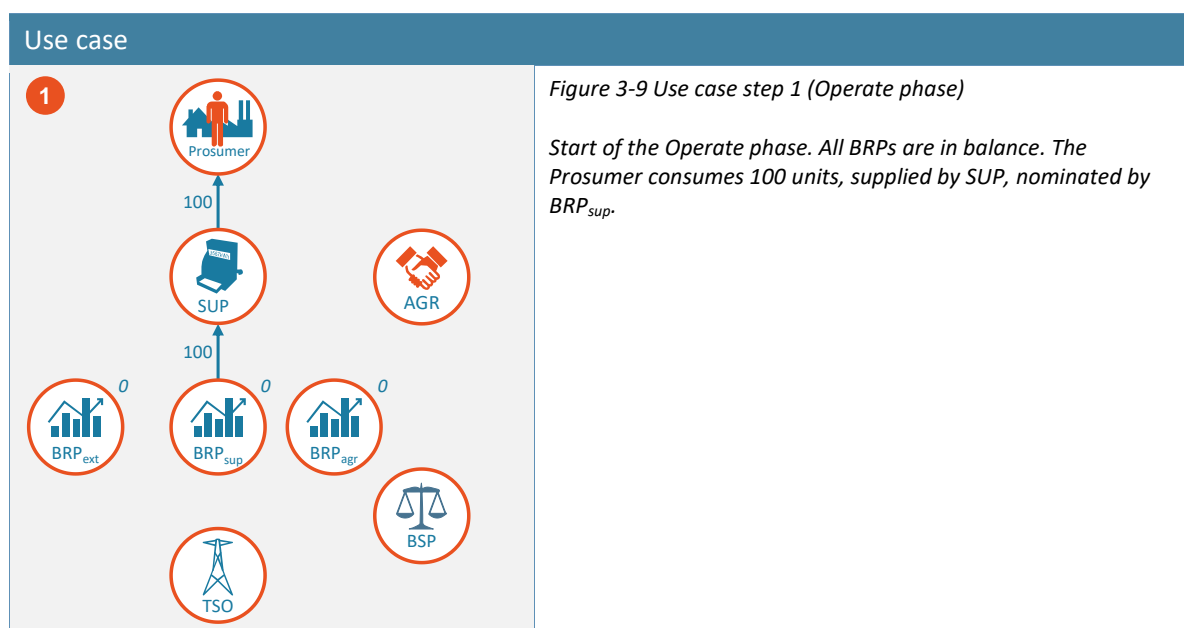 Use case
1
Prosumer
100
SUP
AGR
100
0
0
0
BRPext
BRPsup
BRPagr
BSP
TSO
Figure 3-9 Use case step 1 (Operate phase)
Start of the Operate phase. All BRPs are in balance. The
Prosumer consumes 100 units, supplied by SUP, nominated by
BRPsup.